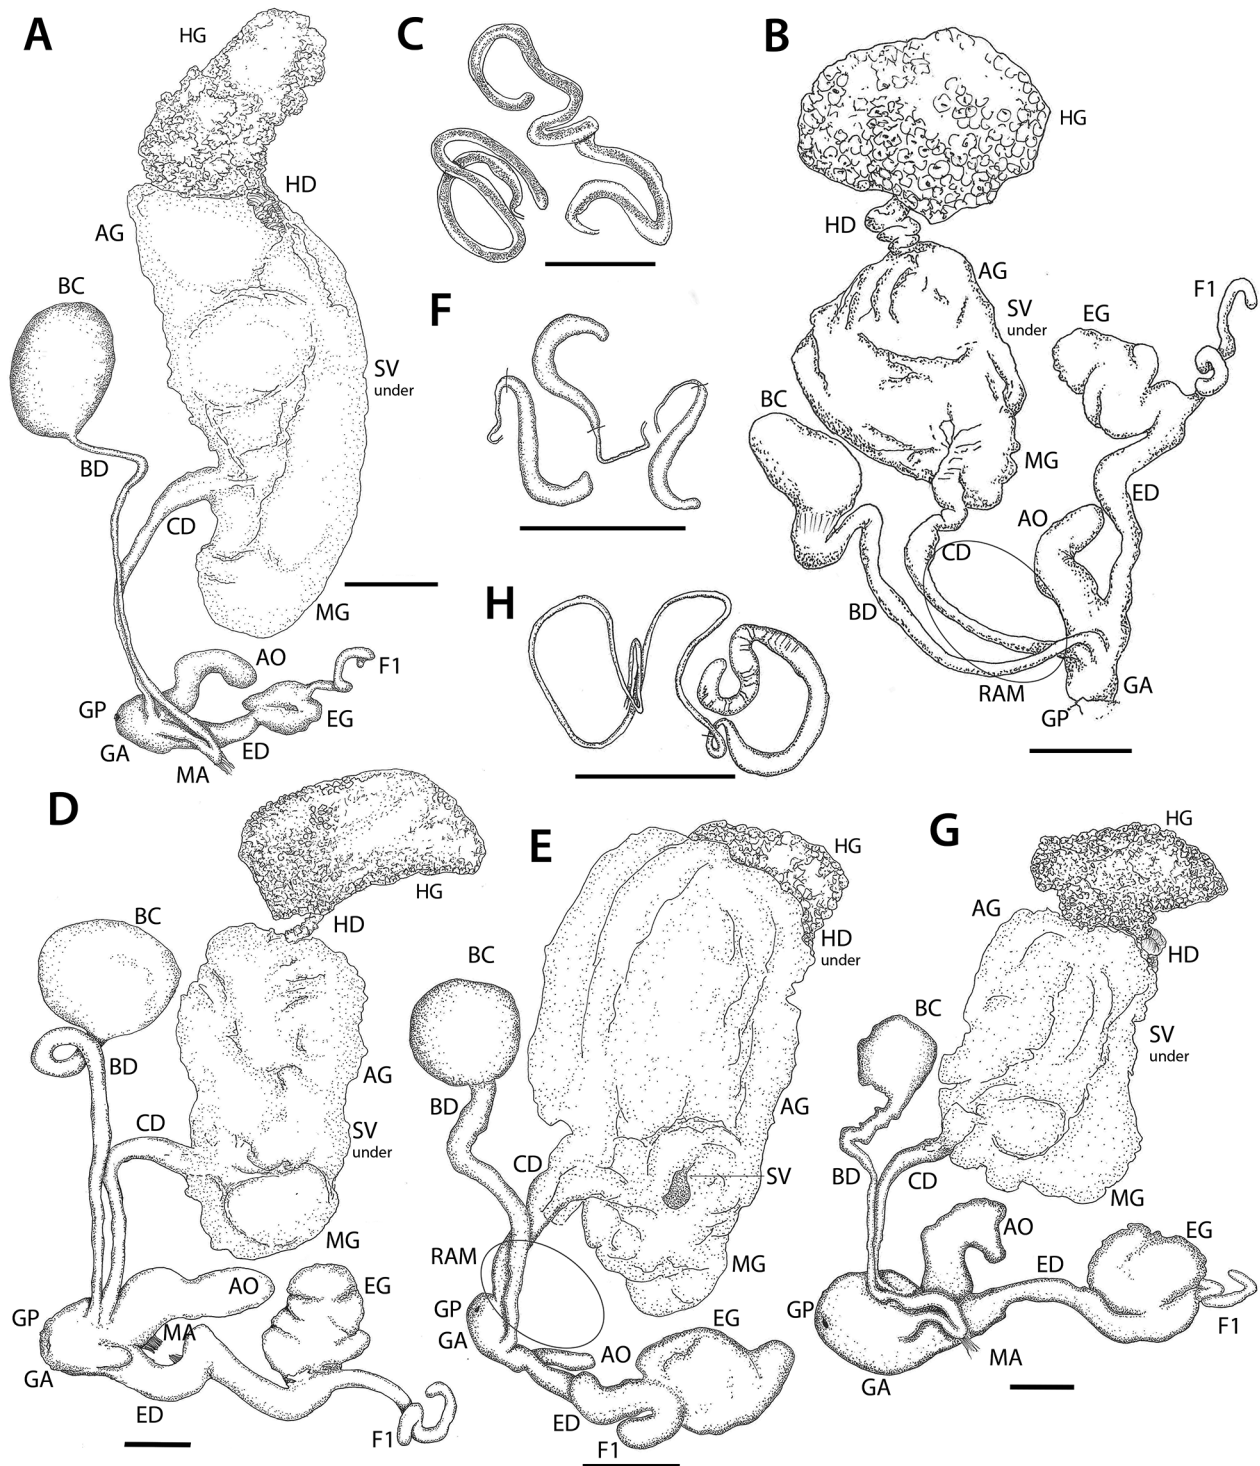 A
HG
HD
AG
BC
SV
under
BD
CD
MG
AO
F1
GP
EG
GA
ED
MA
C
B
HG
HD
AG
SV
under
EG
F1
BC
MG
ED
AO
CD
BD
RAM
GA
GP
F
H
D
HG
BC
HD
BD
AG
CD
SV
under
MG
AO
EG
GP
MA
GA
ED
F1
E
HG
HD
under
BC
BD
AG
CD
SV
RAM
MG
GP
EG
GA
AO
ED
F1
G
HG
AG
HD
BC
SV
under
BD
CD
MG
AO
EG
ED
GP
F1
MA
GA